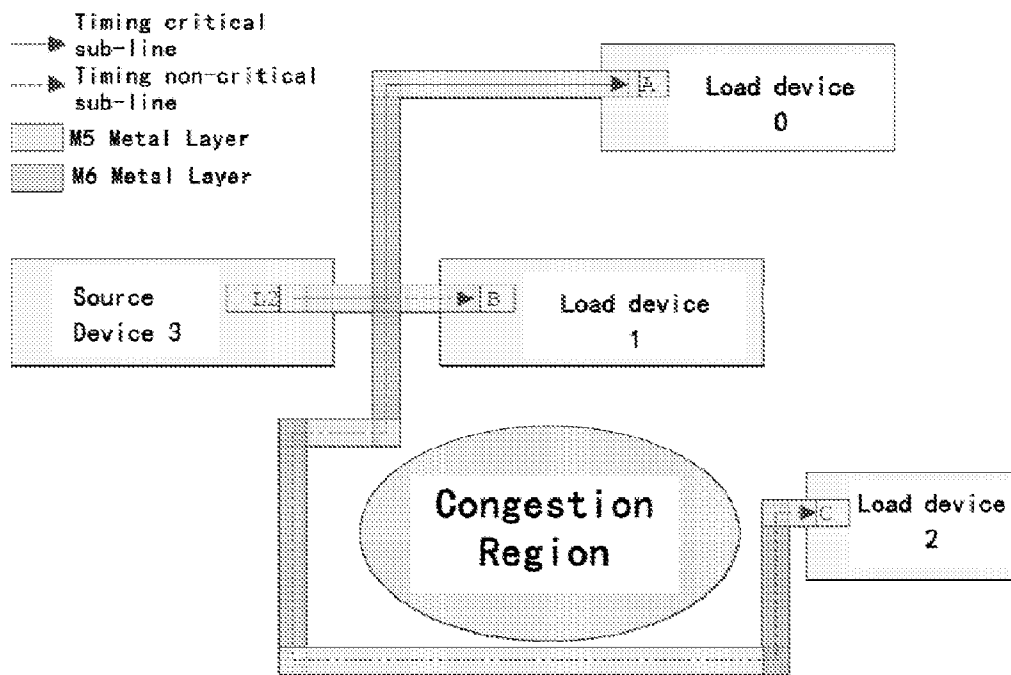 Timing critical
sub-line
Timing non-critical
sub-line
M5 Metal Layer
M6 Metal Layer
A
Load device
0
Source
Device 3
B
Load device
1
Congestion
Region
C
Load device
2